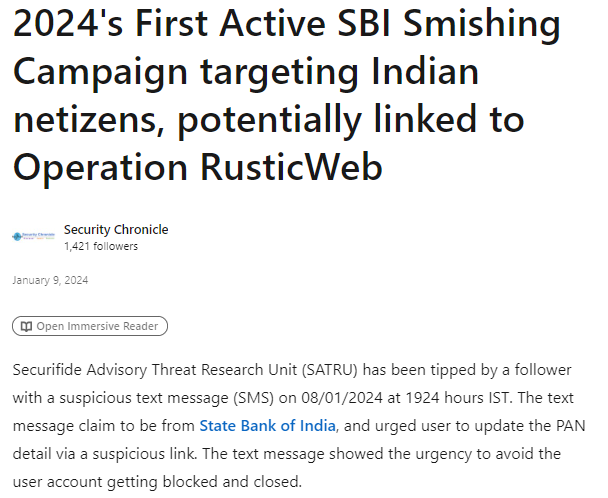 2024's First Active SBI Smishing
Campaign targeting Indian
netizens, potentially linked to
Operation RusticWeb
Security Chronicle
1,421 followers
January 9, 2024
Open Immersive Reader
Securifide Advisory Threat Research Unit (SATRU) has been tipped by a follower
with a suspicious text message (SMS) on 08/01/2024 at 1924 hours IST. The text
message claim to be from State Bank of India, and urged user to update the PAN
detail via a suspicious link. The text message showed the urgency to avoid the
user account getting blocked and closed.